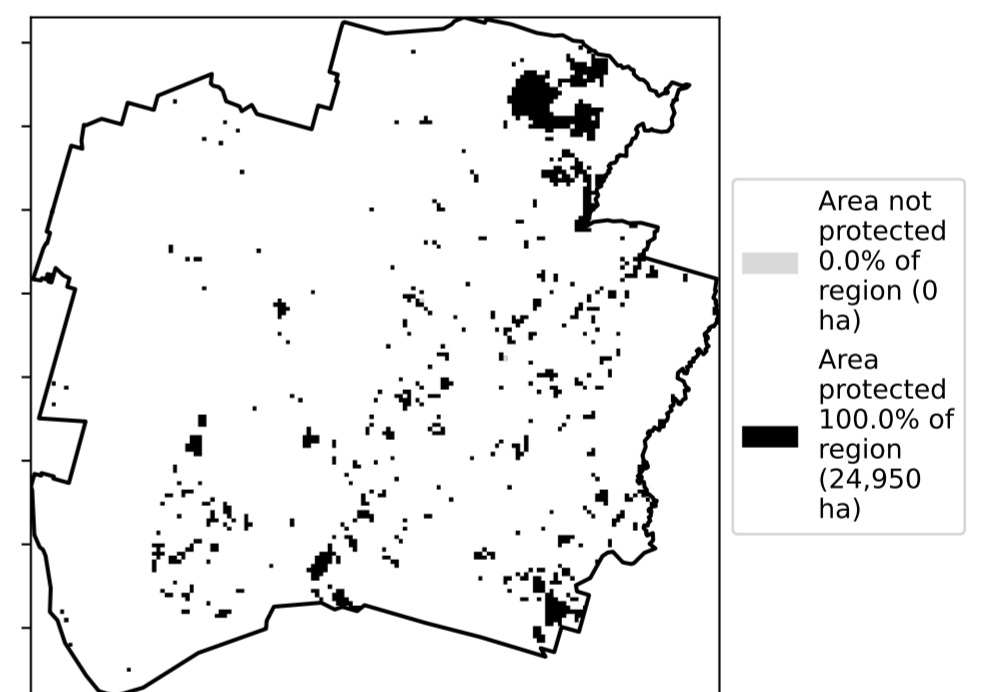 Area not
protected
0.0% of
region (0
ha)
Area
protected
100.0% of
region
(24,950
ha)